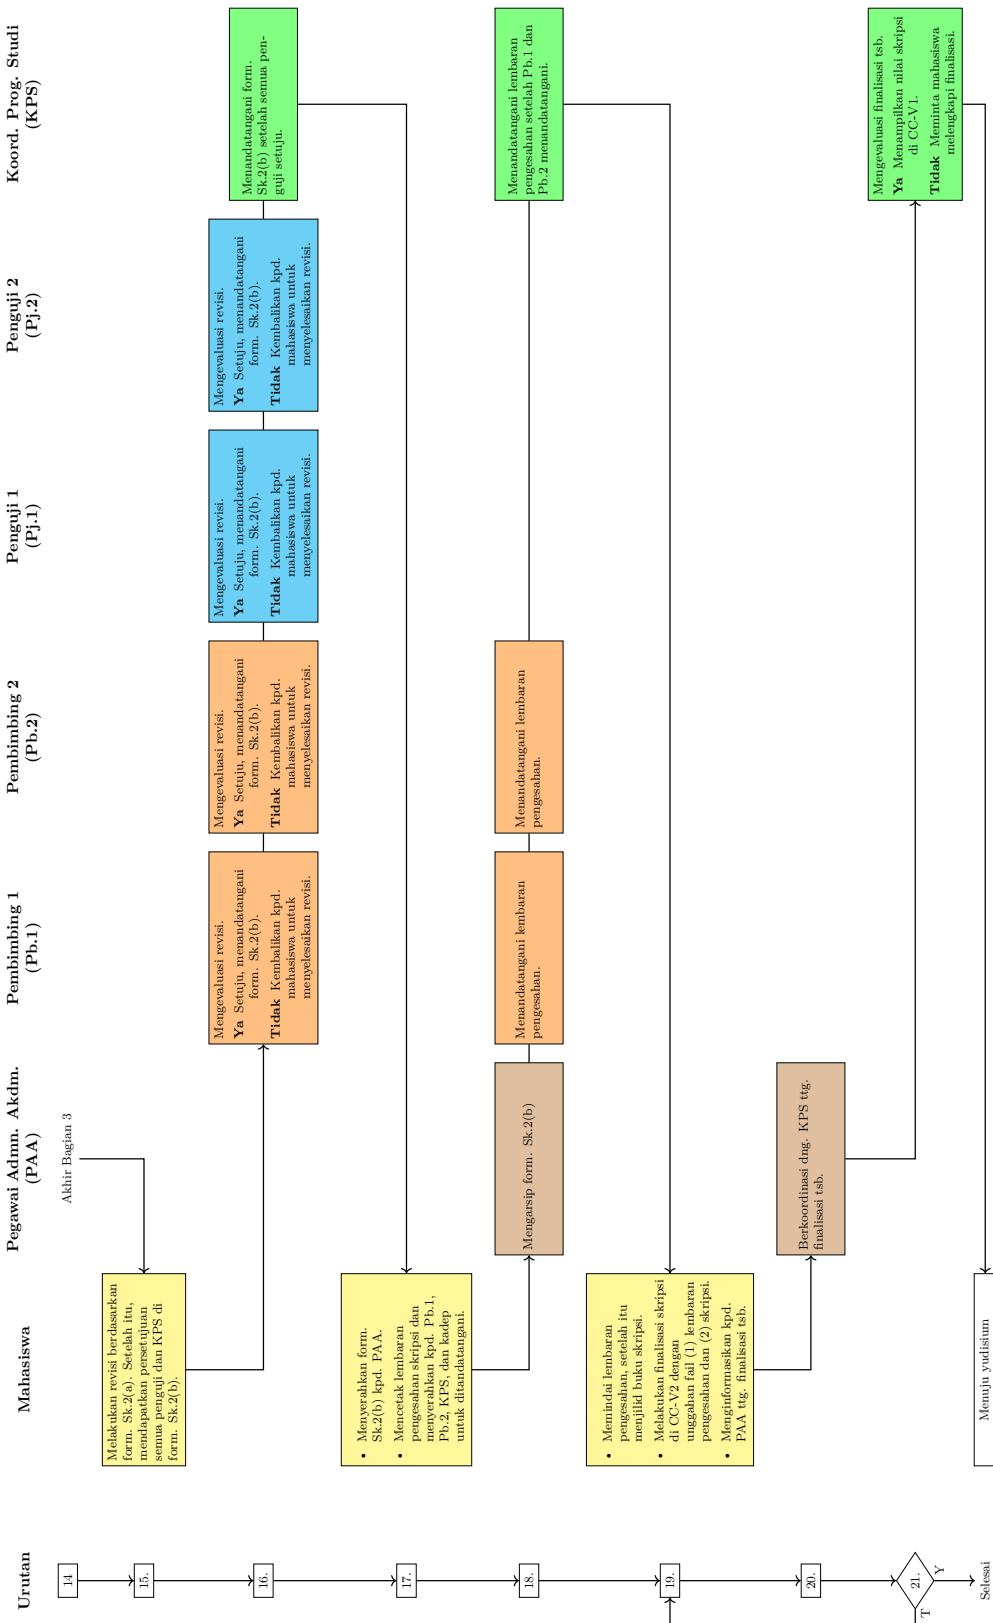 Urutan
Mahasiswa
Pegawai Admn. Akdm.
(PAA)
Pembimbing 1
(Pb.1)
Pembimbing 2
(Pb.2)
Penguji 1
(Pj.1)
Penguji 2
(Pj.2)
Koord. Prog. Studi
(KPS)
14
Akhir Bagian 3
15.
Melakukan revisi berdasarkan
form. Sk.2(a). Setelah itu,
mendapatkan persetujuan
semua penguji dan KPS di
form. Sk.2(b).
16.
Mengevaluasi revisi.
Ya Setuju, menandatangani
form. Sk.2(b).
Tidak Kembalikan kpd.
mahasiswa untuk
menyelesaikan revisi.
Mengevaluasi revisi.
Ya Setuju, menandatangani
form. Sk.2(b).
Tidak Kembalikan kpd.
mahasiswa untuk
menyelesaikan revisi.
Mengevaluasi revisi.
Ya Setuju, menandatangani
form. Sk.2(b).
Tidak Kembalikan kpd.
mahasiswa untuk
menyelesaikan revisi.
Mengevaluasi revisi.
Ya Setuju, menandatangani
form. Sk.2(b).
Tidak Kembalikan kpd.
mahasiswa untuk
menyelesaikan revisi.
Menandatangani form.
Sk.2(b) setelah semua pen-
guji setuju.
17.
• Menyerahkan form.
Sk.2(b) kpd. PAA.
• Mencetak lembaran
pengesahan skripsi dan
menyerahkan kpd. Pb.1,
Pb.2, KPS, dan kadep
untuk ditandatangani.
18.
Mengarsip form. Sk.2(b)
Menandatangani lembaran
pengesahan.
Menandatangani lembaran
pengesahan.
Menandatangani lembaran
pengesahan setelah Pb.1 dan
Pb.2 menandatangani.
19.
• Memindai lembaran
pengesahan, setelah itu
menjilid buku skripsi.
• Melakukan finalisasi skripsi
di CC-V2 dengan
unggahan fail (1) lembaran
pengesahan dan (2) skripsi.
• Menginformasikan kpd.
PAA ttg. finalisasi tsb.
20.
Berkoordinasi dng. KPS ttg.
finalisasi tsb.
21.
T
Y
Mengevaluasi finalisasi tsb.
Ya Menampilkan nilai skripsi
di CC-V1.
Tidak Meminta mahasiswa
melengkapi finalisasi.
Selesai
Menuju yudisium